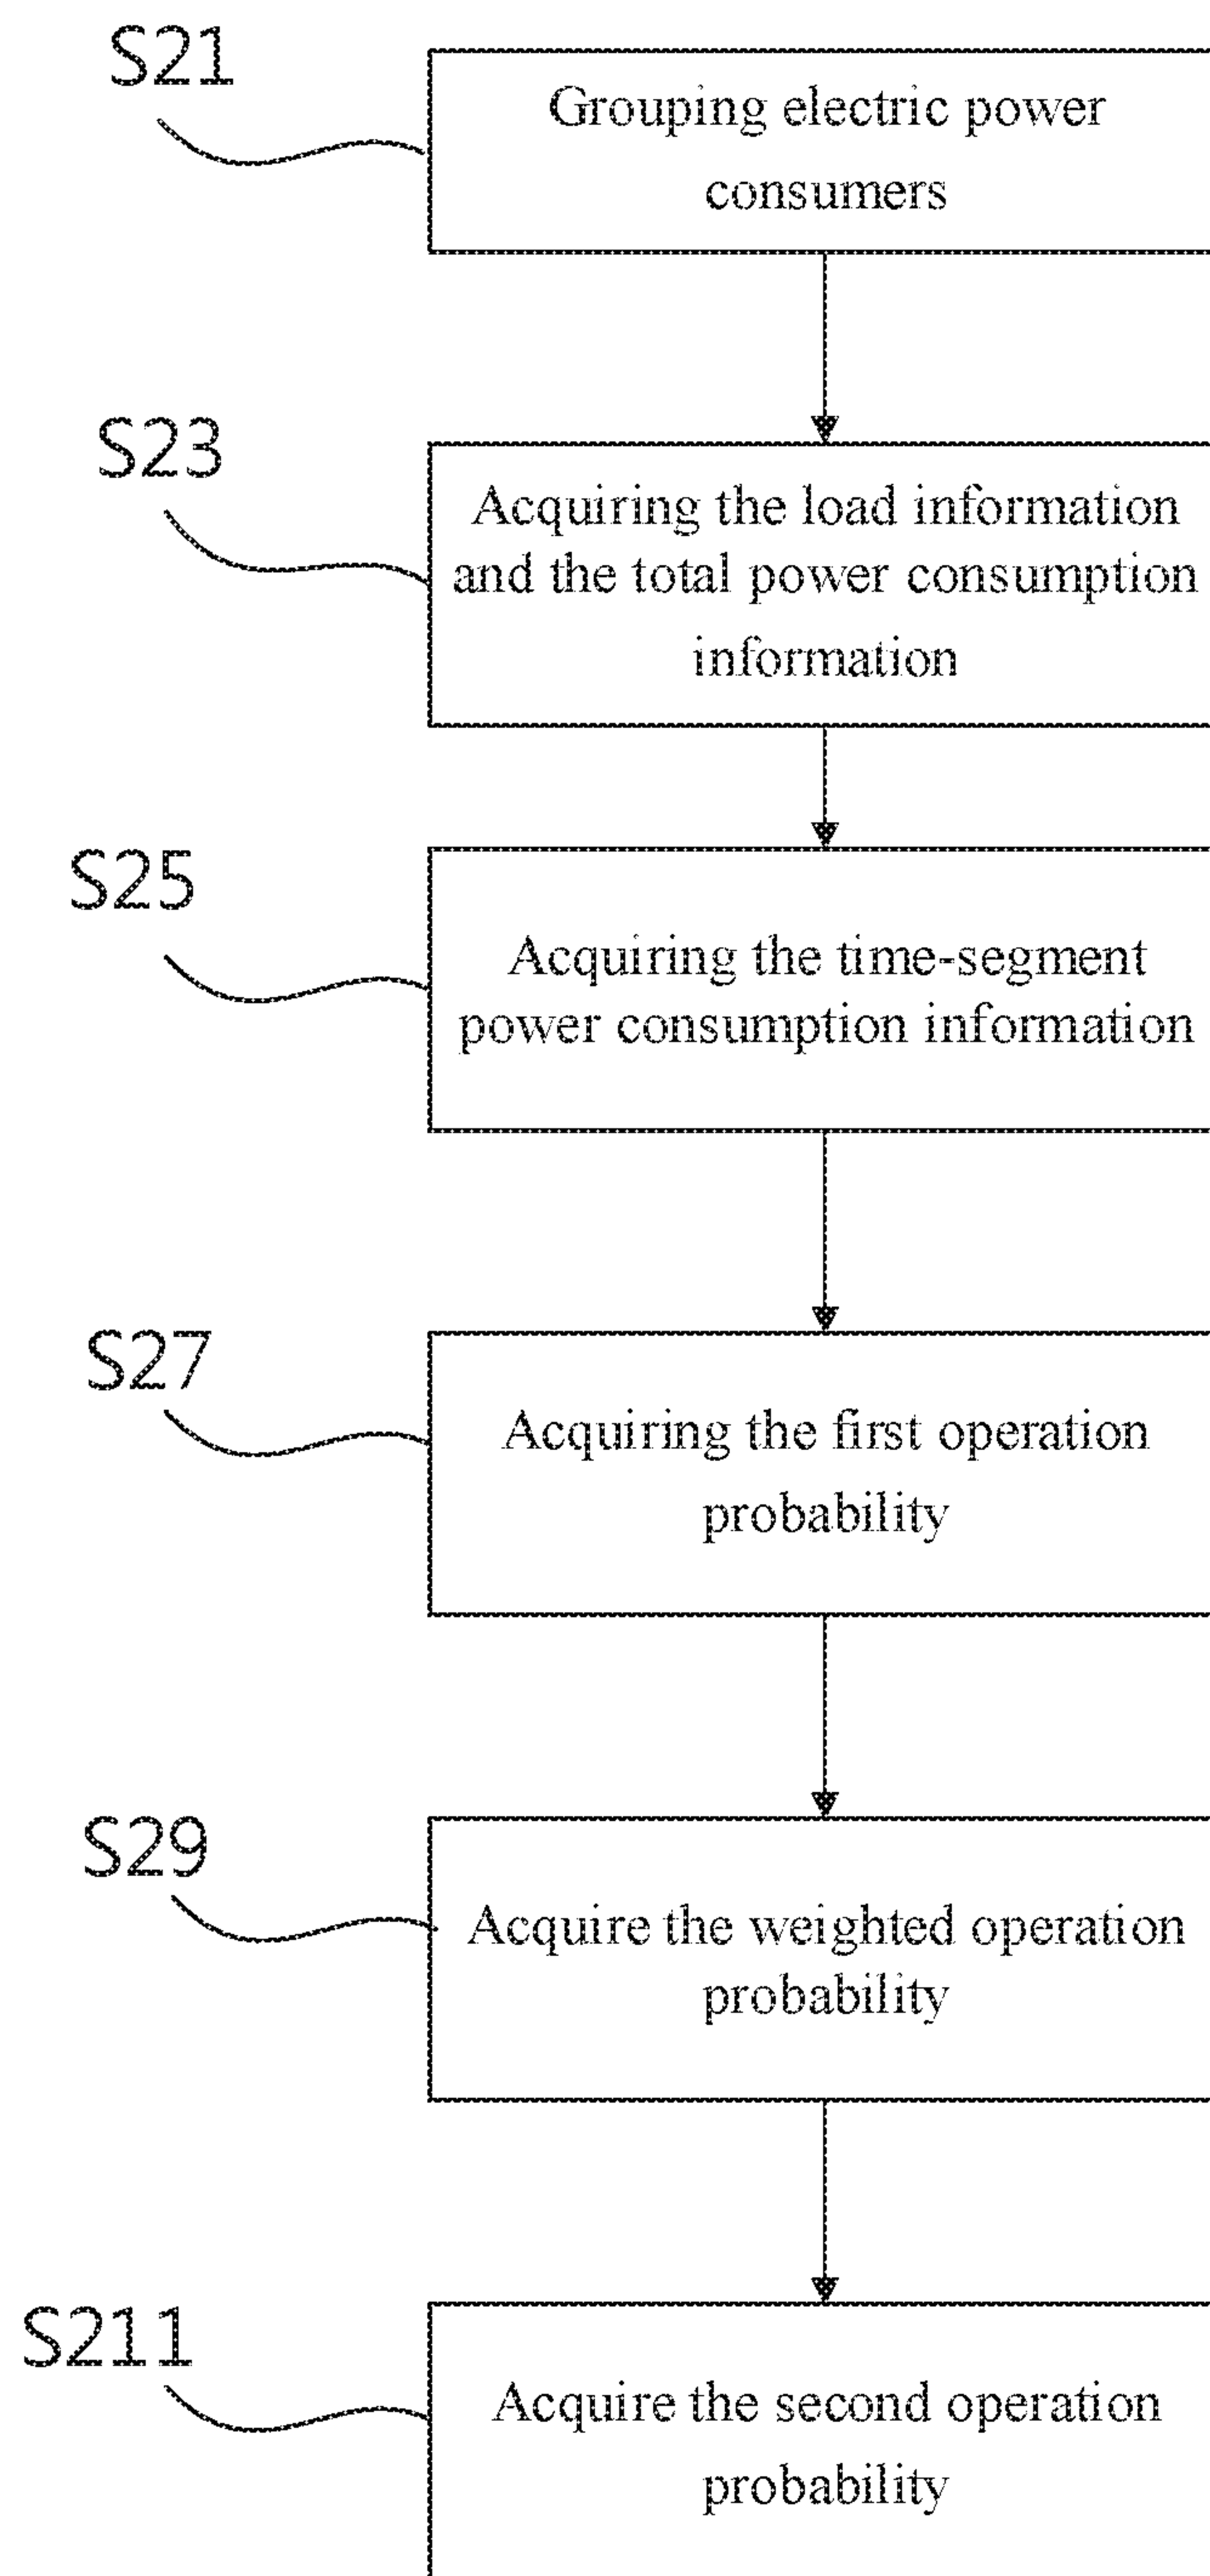 S21
Grouping electric power
consumers
S23
Acquiring the load information
and the total power consumption
information
S25
Acquiring the time-segment
power consumption information
S27
Acquiring the first operation
probability
S29
Acquire the weighted operation
probability
S211
Acquire the second operation
probability